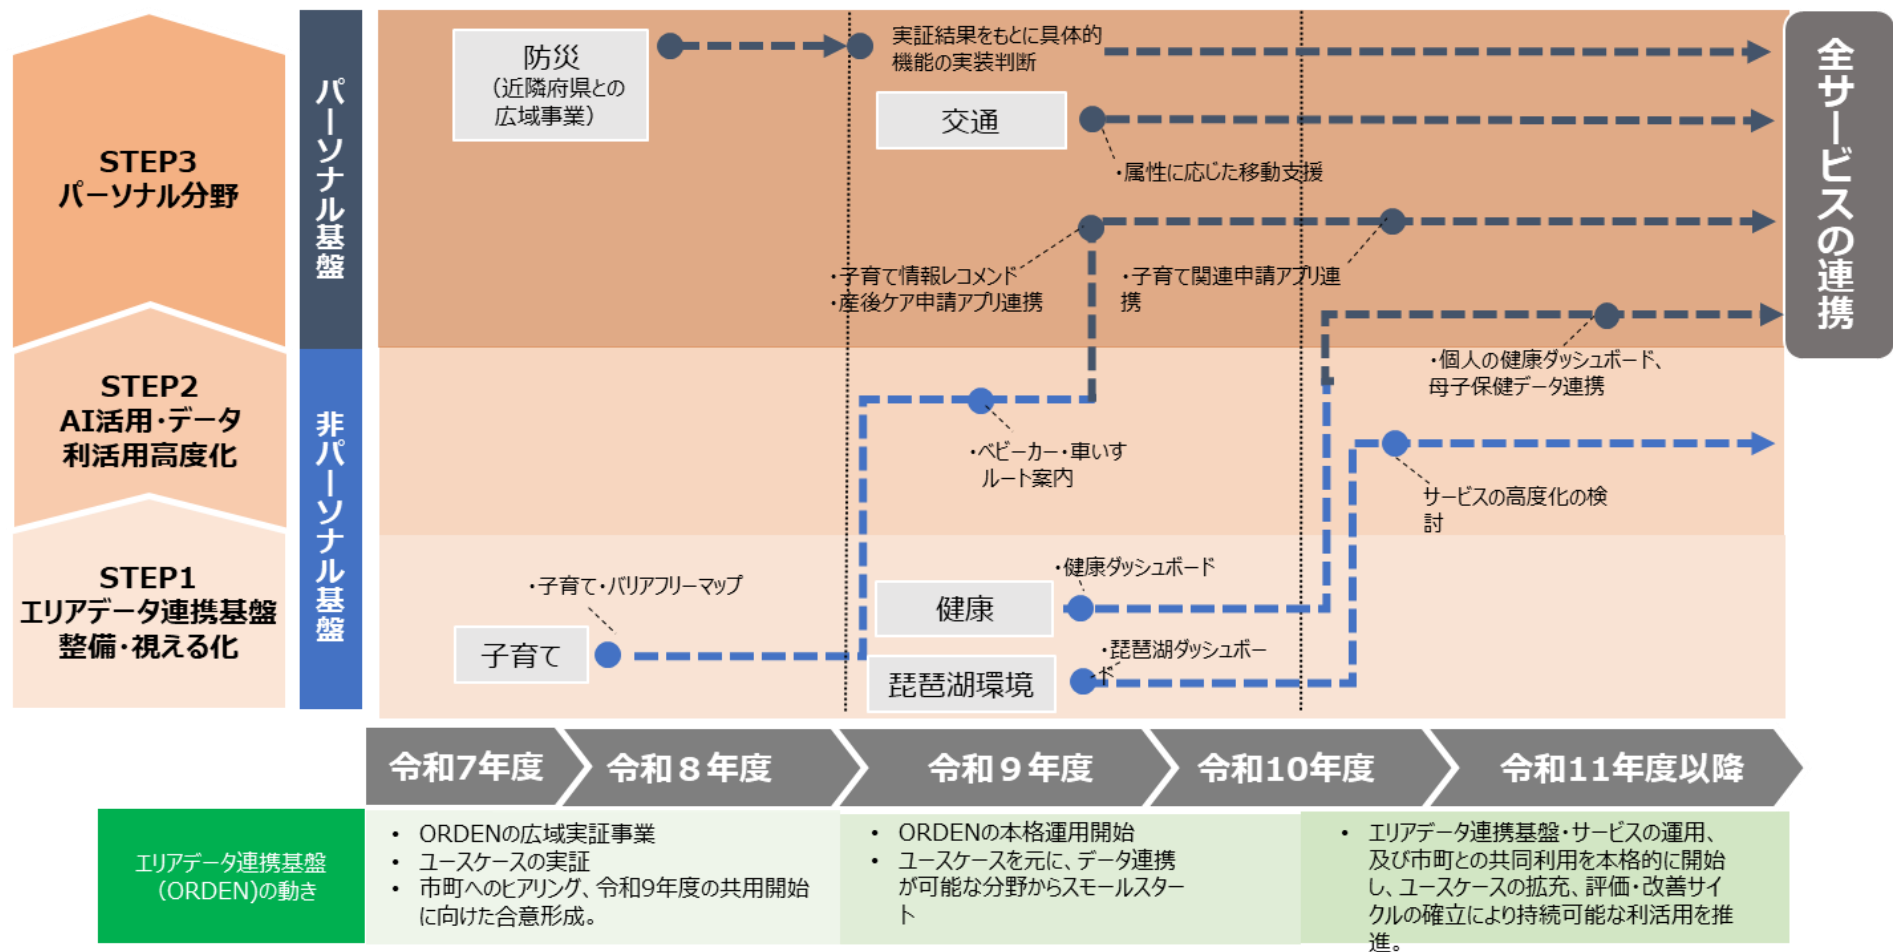 防災
（近隣府県との
広域事業）
実証結果をもとに具体的
機能の実装判断
交通
・属性に応じた移動支援
・子育て情報レコメンド
・産後ケア申請アプリ連携
・子育て関連申請アプリ連
携
・個人の健康ダッシュボード、
母子保健データ連携
全サービスの連携
STEP3
パーソナル分野
パーソナル基盤
STEP2
AI活用・データ
利活用高度化
非パーソナル基盤
・ベビーカー・車いす
ルート案内
サービスの高度化の検
討
STEP1
エリアデータ連携基盤
整備・視える化
・子育て・バリアフリーマップ
子育て
・健康ダッシュボード
健康
・琵琶湖ダッシュボー
ド
琵琶湖環境
令和7年度
令和８年度
令和９年度
令和10年度
令和11年度以降
エリアデータ連携基盤
（ORDEN)の動き
• ORDENの広域実証事業
• ユースケースの実証
• 市町へのヒアリング、令和9年度の共用開始
に向けた合意形成。
• ORDENの本格運用開始
• ユースケースを元に、データ連携
が可能な分野からスモールスター
ト
• エリアデータ連携基盤・サービスの運用、
及び市町との共同利用を本格的に開始
し、ユースケースの拡充、評価・改善サイ
クルの確立により持続可能な利活用を推
進。